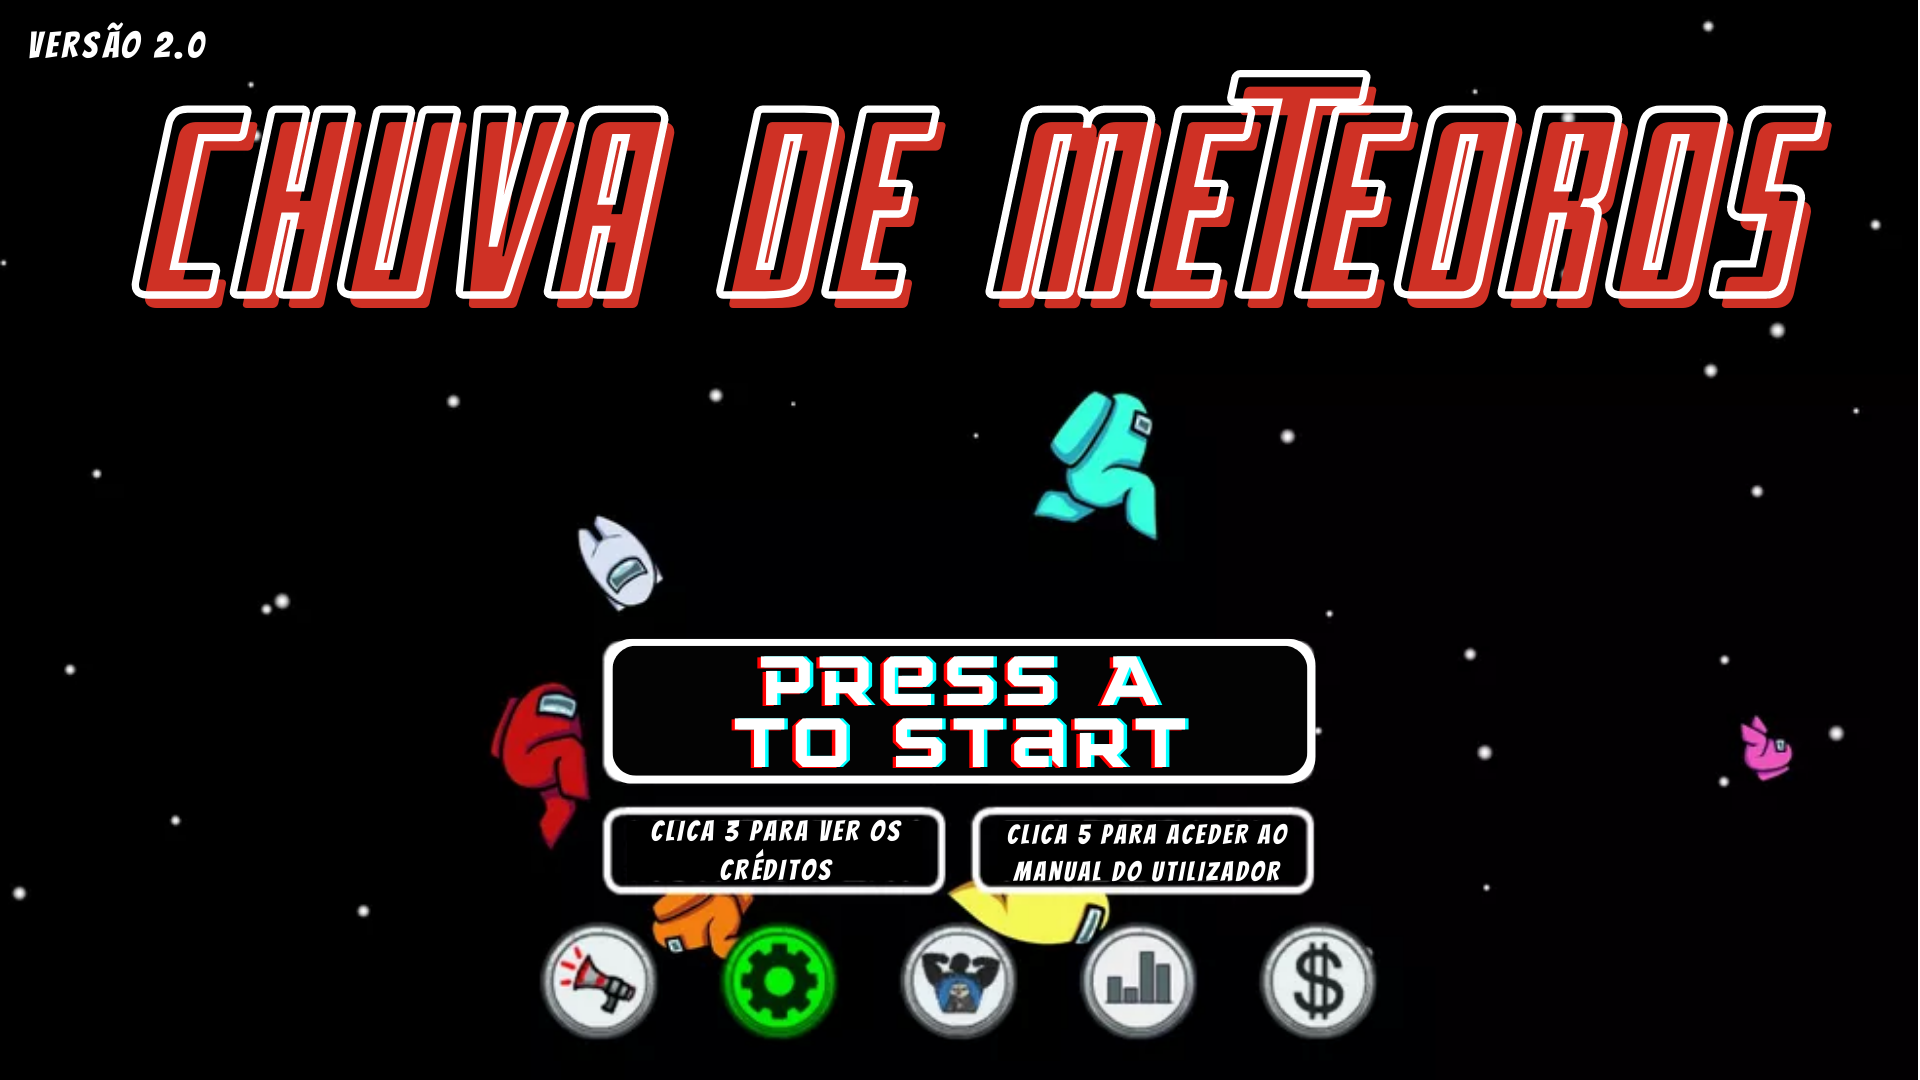 VERSÃO 2.0
CHUVA DE METEOROS
PRESS A
TO START
CLICA 3 PARA VER OS
CRÉDITOS
CLICA 5 PARA ACEDER AO
MANUAL DO UTILIZADOR
$